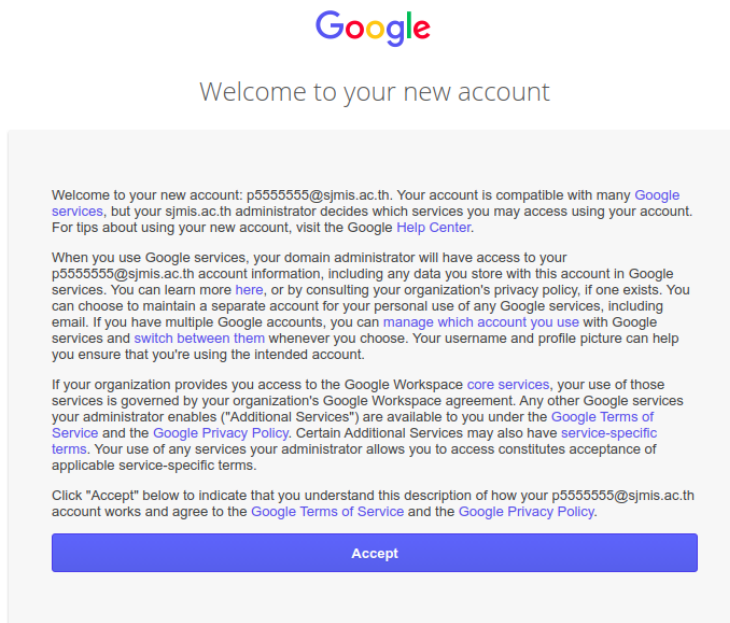 Google
Welcome to your new account
Welcome to your new account: p5555555@sjmis.ac.th. Your account is compatible with many Google
services, but your sjmis.ac.th administrator decides which services you may access using your account.
For tips about using your new account, visit the Google Help Center.
When you use Google services, your domain administrator will have access to your
p5555555@sjmis.ac.th account information, including any data you store with this account in Google
services. You can learn more here, or by consulting your organization's privacy policy, if one exists. You
can choose to maintain a separate account for your personal use of any Google services, including
email. If you have multiple Google accounts, you can manage which account you use with Google
services and switch between them whenever you choose. Your username and profile picture can help
you ensure that you're using the intended account.
If your organization provides you access to the Google Workspace core services, your use of those
services is governed by your organization's Google Workspace agreement. Any other Google services
your administrator enables ("Additional Services") are available to you under the Google Terms of
Service and the Google Privacy Policy. Certain Additional Services may also have service-specific
terms. Your use of any services your administrator allows you to access constitutes acceptance of
applicable service-specific terms.
Click "Accept" below to indicate that you understand this description of how your p5555555@sjmis.ac.th
account works and agree to the Google Terms of Service and the Google Privacy Policy.
Accept